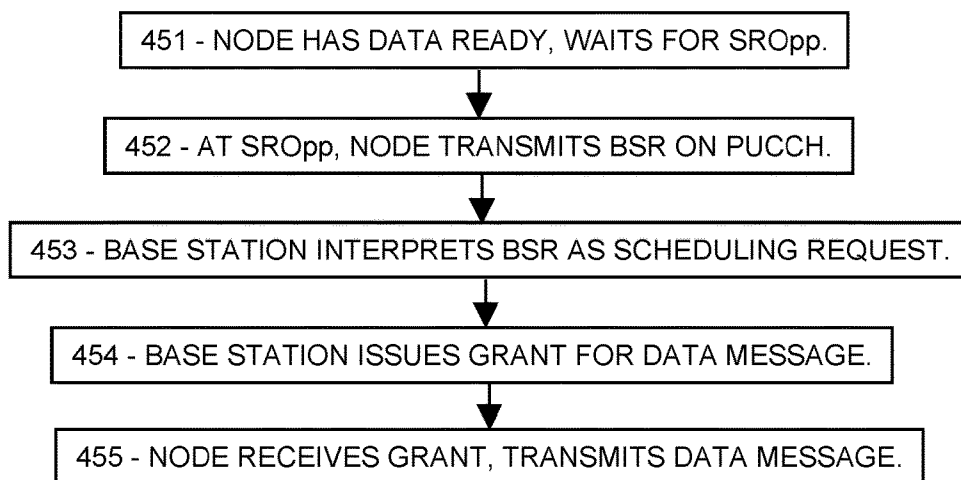 451 - NODE HAS DATA READY, WAITS FOR SROpp.
452 - AT SROpp, NODE TRANSMITS BSR ON PUCCH.
453 - BASE STATION INTERPRETS BSR AS SCHEDULING REQUEST.
454 - BASE STATION ISSUES GRANT FOR DATA MESSAGE.
455 - NODE RECEIVES GRANT, TRANSMITS DATA MESSAGE.